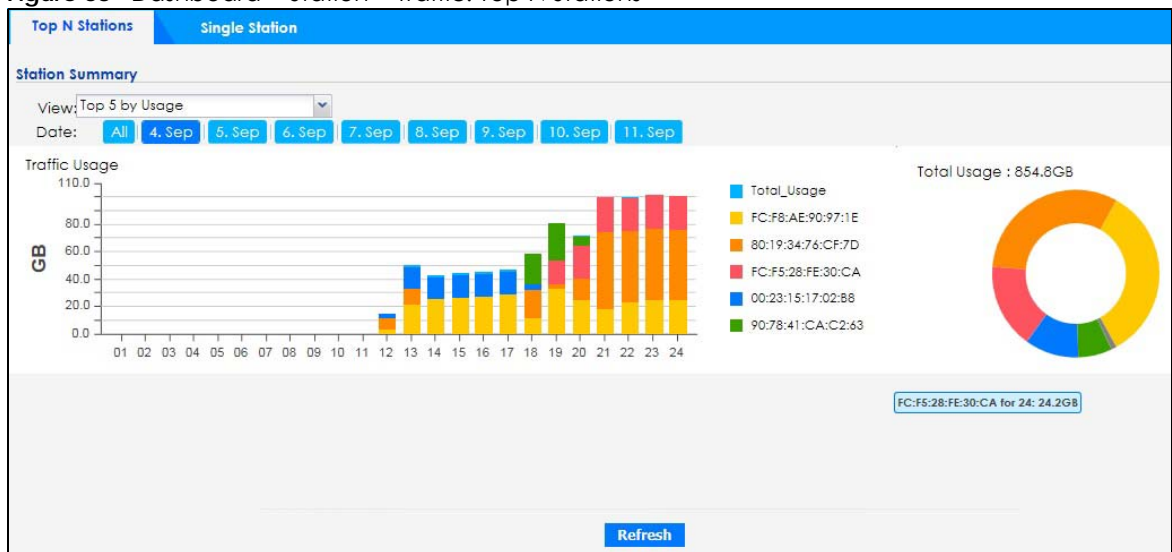 Top N Stations Single Station
Station Summary
View: Top 5 by Usage
Date: All 4. Sep 5. Sep 6. Sep 7. Sep 8. Sep 9. Sep 10. Sep 11. Sep
Traffic Usage
Total Usage : 854.8GB
110.0
80.0
60.0
40.0
20.0
0.0
GB
01 02 03 04 05 06 07 08 09 10 11 12 13 14 15 16 17 18 19 20 21 22 23 24
Total_Usage
FC:F8:AE:90:97:1E
80:19:34:76:CF:7D
FC:F5:28:FE:30:CA
00:23:15:17:02:B8
90:78:41:CA:C2:63
FC:F5:28:FE:30:CA for 24: 24.2GB
Refresh